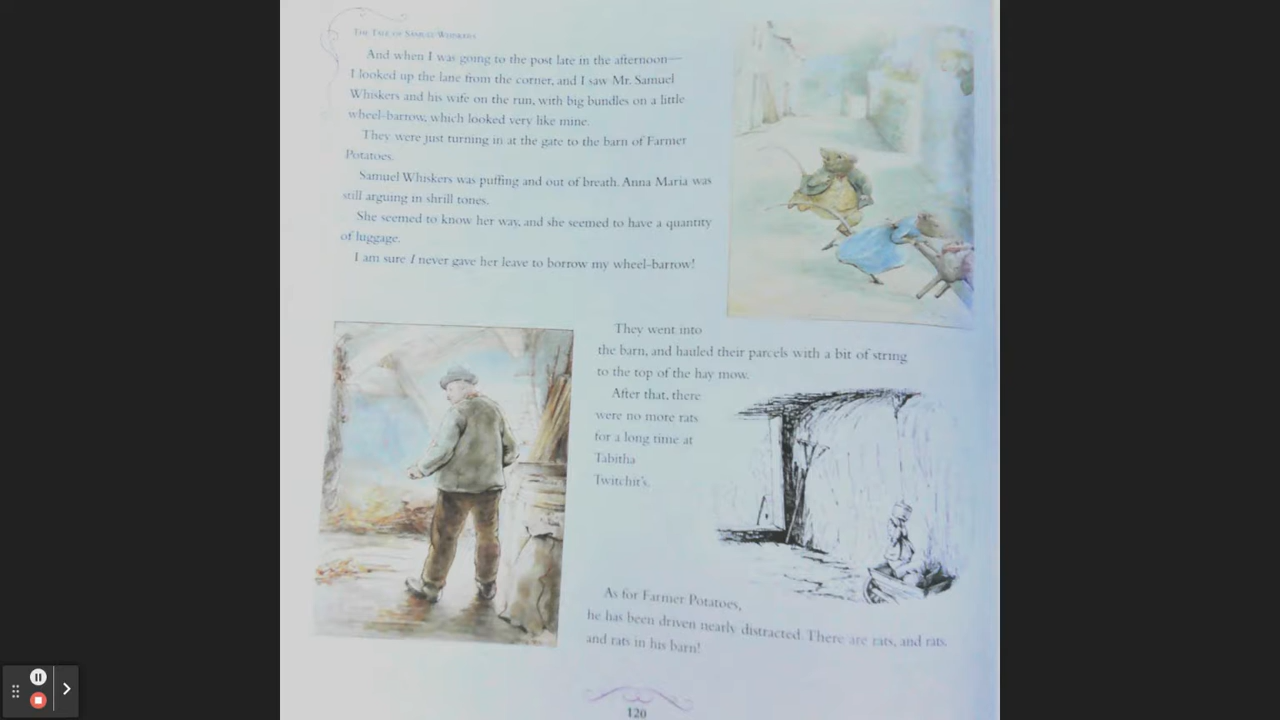 THE TALE OF SAMUEL WHISKERS
And when I was going to the post late in the afternoon—
I looked up the lane from the corner, and I saw Mr. Samuel
Whiskers and his wife on the run, with big bundles on a little
wheel-barrow, which looked very like mine.
They were just turning in at the gate to the barn of Farmer
Potatoes.
Samuel Whiskers was puffing and out of breath. Anna Maria was
still arguing in shrill tones.
She seemed to know her way, and she seemed to have a quantity
of luggage.
I am sure I never gave her leave to borrow my wheel-barrow!
They went into
the barn, and hauled their parcels with a bit of string
to the top of the hay mow.
After that, there
were no more rats
for a long time at
Tabitha
Twitchit's.
As for Farmer Potatoes,
he has been driven nearly distracted. There are rats, and rats,
and rats in his barn!
120